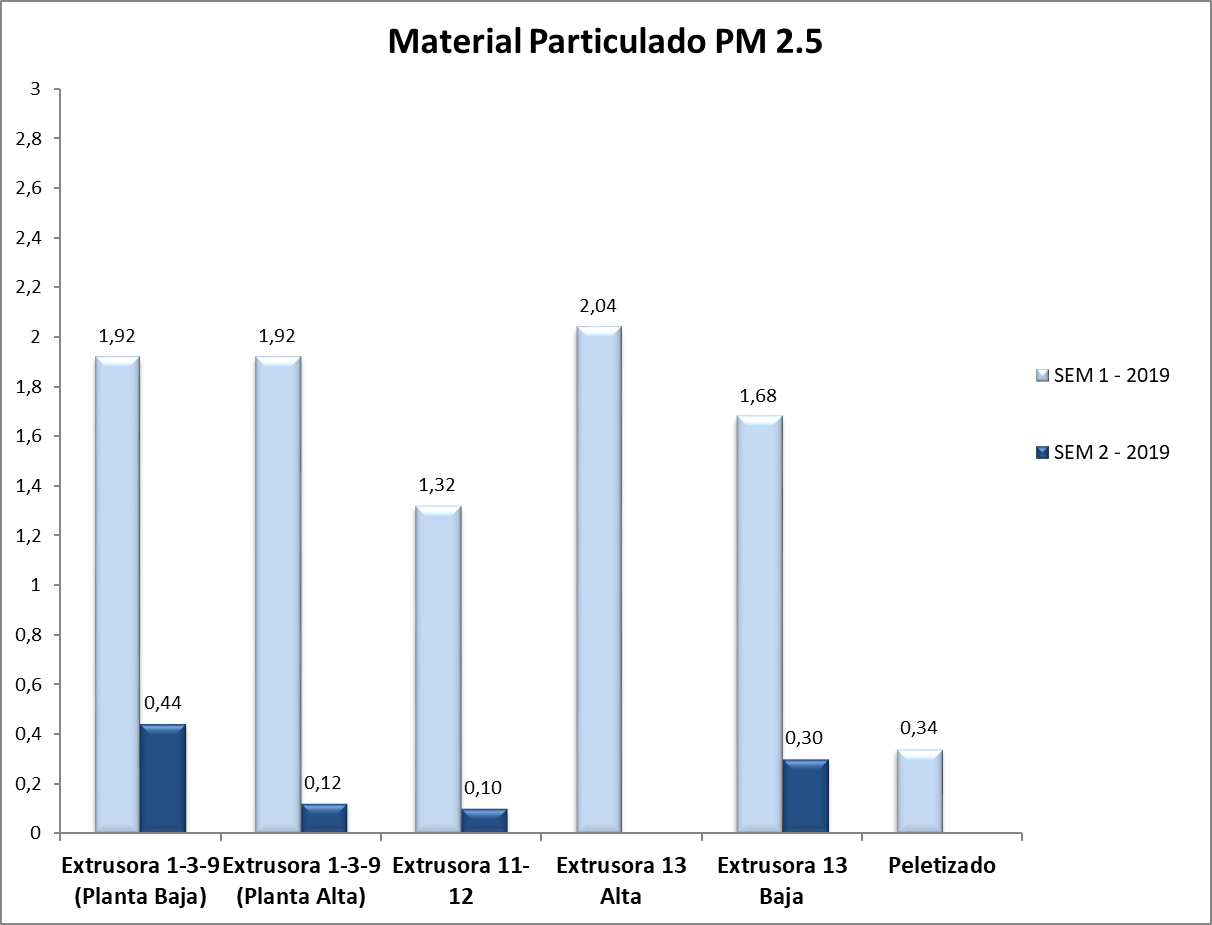 Material Particulado PM 2.5
3
2,8
2,6
2,4
2,2
2
1,8
1,6
1,4
1,2
1
0,8
0,6
0,4
0,2
0
1,92
0,44
1,92
0,12
1,32
0,10
2,04
1,68
0,30
0,34
Extrusora 1-3-9
(Planta Baja)
Extrusora 1-3-9
(Planta Alta)
Extrusora 11-
12
Extrusora 13
Alta
Extrusora 13
Baja
Peletizado
SEM 1 - 2019
SEM 2 - 2019